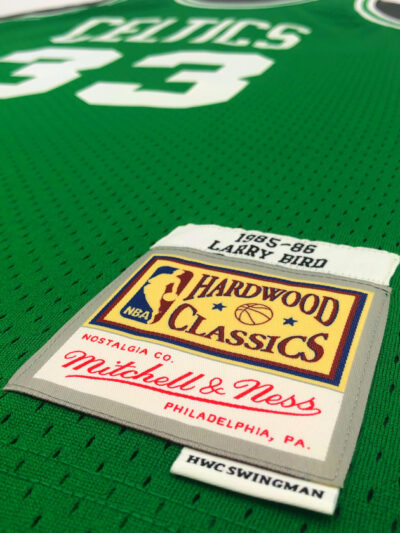 CELTICS
33
1985-86
LARRY BIRD
NBA
HARDWOOD
CLASSICS
NOSTALGIA CO.
Mitchell & Ness
PHILADELPHIA, PA.
HWC SWINGMAN